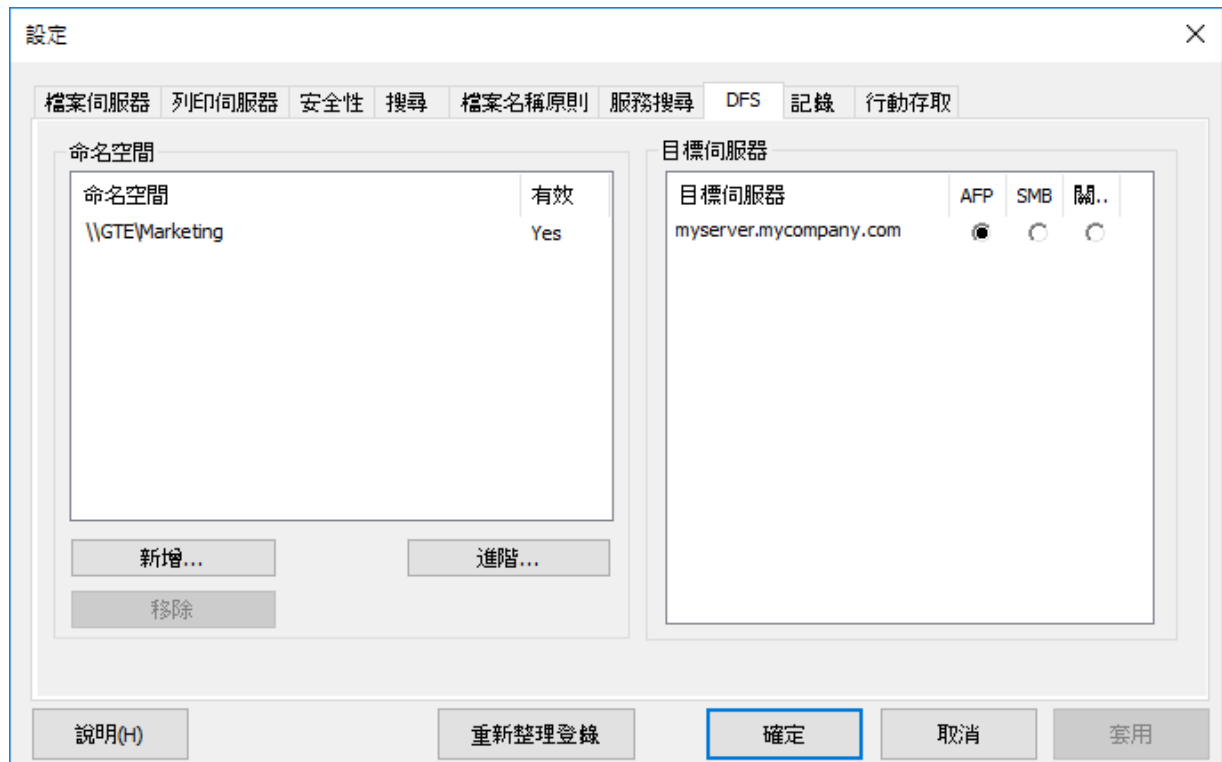 設定
檔案伺服器 列印伺服器 安全性 搜尋 檔案名稱原則 服務搜尋 DFS 記錄 行動存取
命名空間
命名空間 有效
\\GTE\Marketing Yes
新增... 進階...
移除
目標伺服器
目標伺服器 AFP SMB 關..
myserver.mycompany.com
說明(H) 重新整理登錄 確定 取消 套用